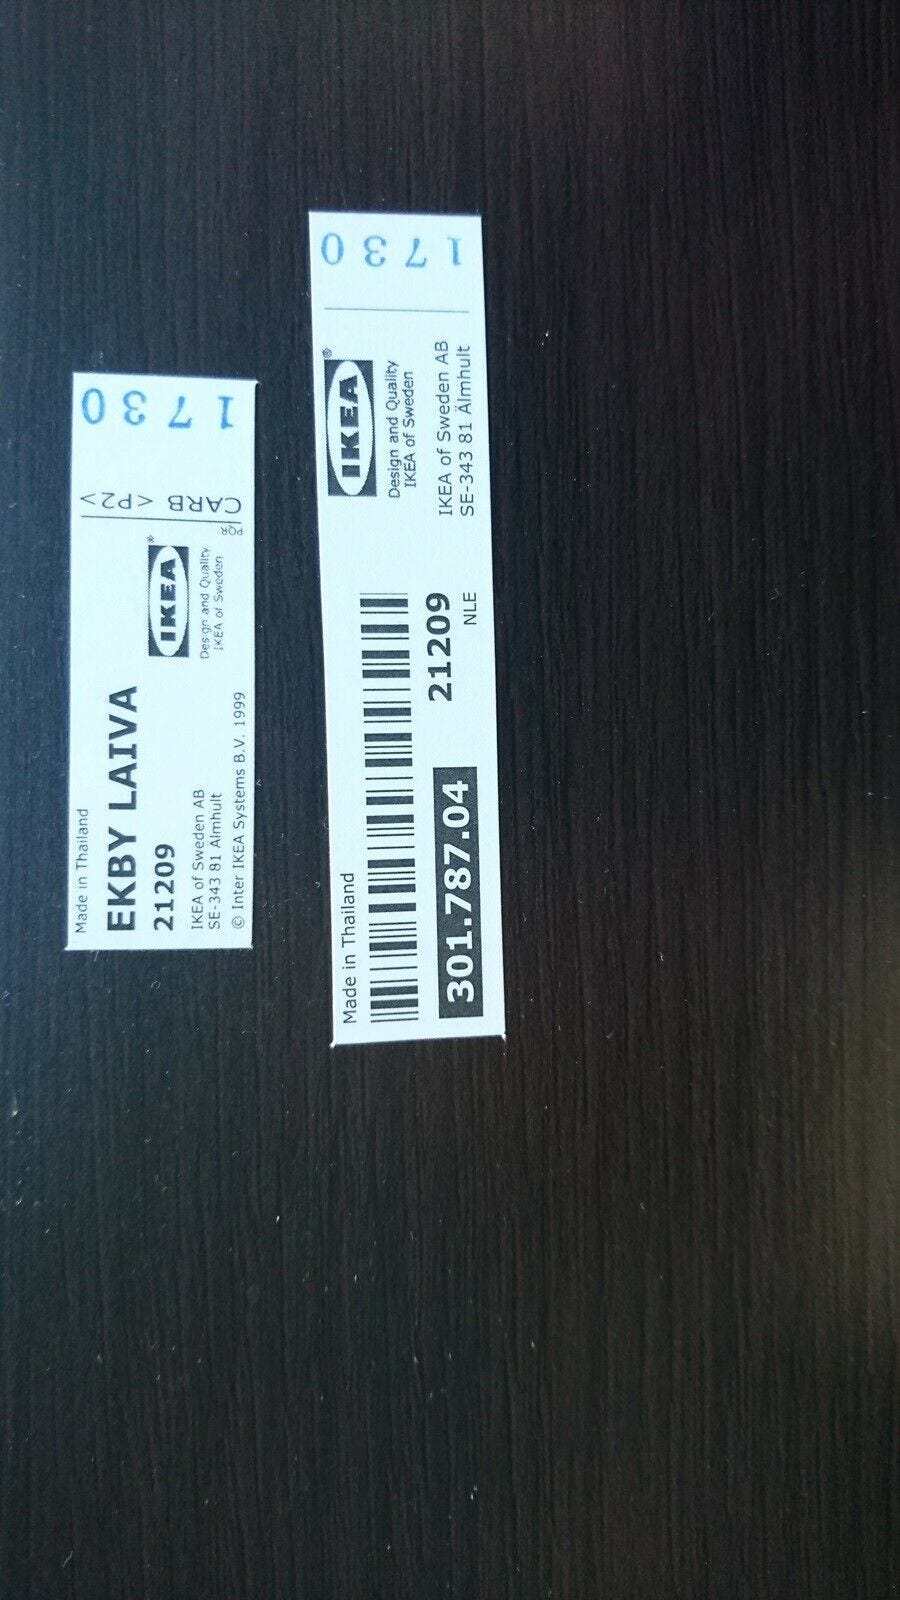 Made in Thailand
EKBY LAIVA
21209
IKEA of Sweden AB
SE-343 81 Älmhult
© Inter IKEA Systems B.V. 1999
IKEA®
Design and Quality
IKEA of Sweden
PQR
CARB <P2>
1730
Made in Thailand
301.787.04
21209
NLE
IKEA®
Design and Quality
IKEA of Sweden
IKEA of Sweden AB
SE-343 81 Älmhult
1730